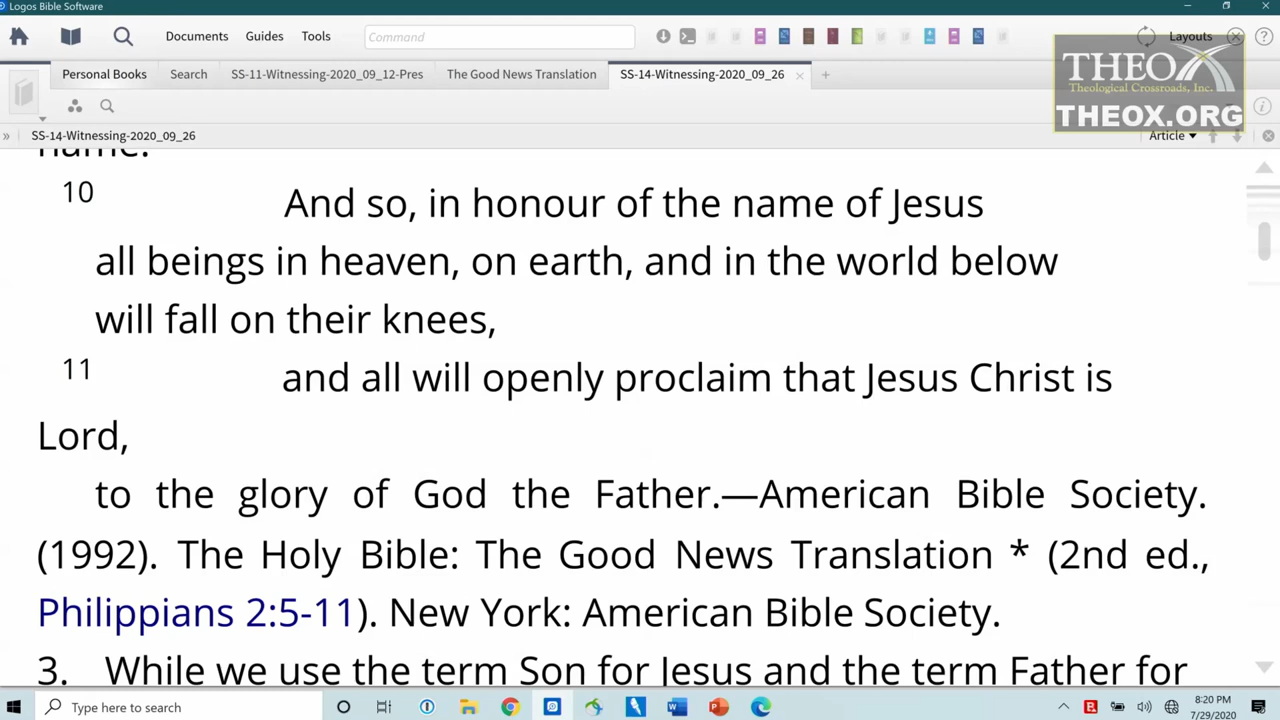 Logos Bible Software
Documents Guides Tools Command Layouts
Personal Books Search SS-11-Witnessing-2020_09_12-Pres The Good News Translation SS-14-Witnessing-2020_09_26
THEOX
Theological Crossroads, Inc.
THEOX.ORG
SS-14-Witnessing-2020_09_26 Article
name.
10 And so, in honour of the name of Jesus
all beings in heaven, on earth, and in the world below
will fall on their knees,
11 and all will openly proclaim that Jesus Christ is
Lord,
to the glory of God the Father.—American Bible Society.
(1992). The Holy Bible: The Good News Translation * (2nd ed.,
Philippians 2:5-11). New York: American Bible Society.
3. While we use the term Son for Jesus and the term Father for
Type here to search
8:20 PM
7/29/2020